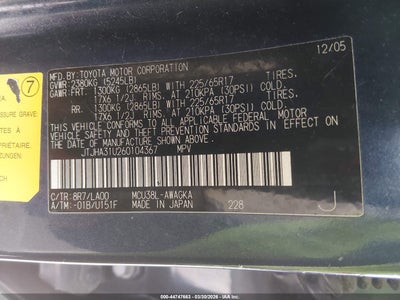 7
EA.
ESSURE GRAVE:
12/05
MFD. BY: TOYOTA MOTOR CORPORATION
GVWR 2380KG (5245LB)
GAWR FRT. 1300KG (2865LB) WITH 225/65R17 TIRES,
17X6 1/2J RIMS, AT 210KPA (30PSI) COLD.
RR. 1300KG (2865LB) WITH 225/65R17 TIRES,
17X6 1/2J RIMS, AT 210KPA (30PSI) COLD.
THIS VEHICLE CONFORMS TO ALL APPLICABLE
FEDERAL MOTOR VEHICLE SAFETY STANDARDS
IN EFFECT ON THE DATE OF
MANUFACTURE SHOWN ABOVE.
JTJHA31U260104367 MPV
C/TR: 8R7/LA00 MCU38L-AWAGKA
A/TM: -01B/U151F MADE IN JAPAN 228 J
000-44747663 | 03/30/2026 | IAA